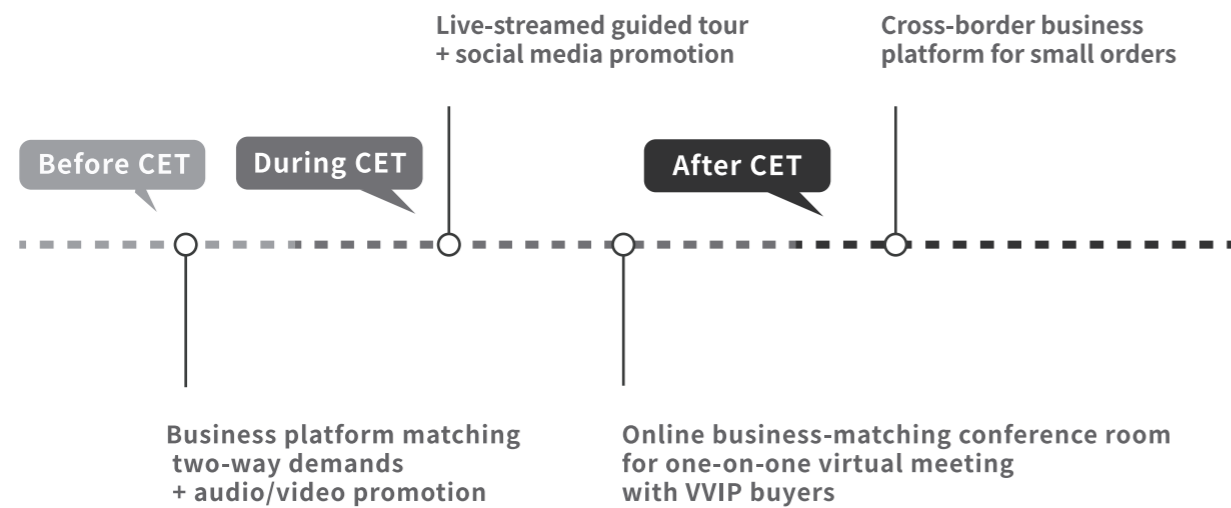 Live-streamed guided tour
+ social media promotion
Cross-border business
platform for small orders
Before CET
During CET
After CET
Business platform matching
two-way demands
+ audio/video promotion
Online business-matching conference room
for one-on-one virtual meeting
with VVIP buyers